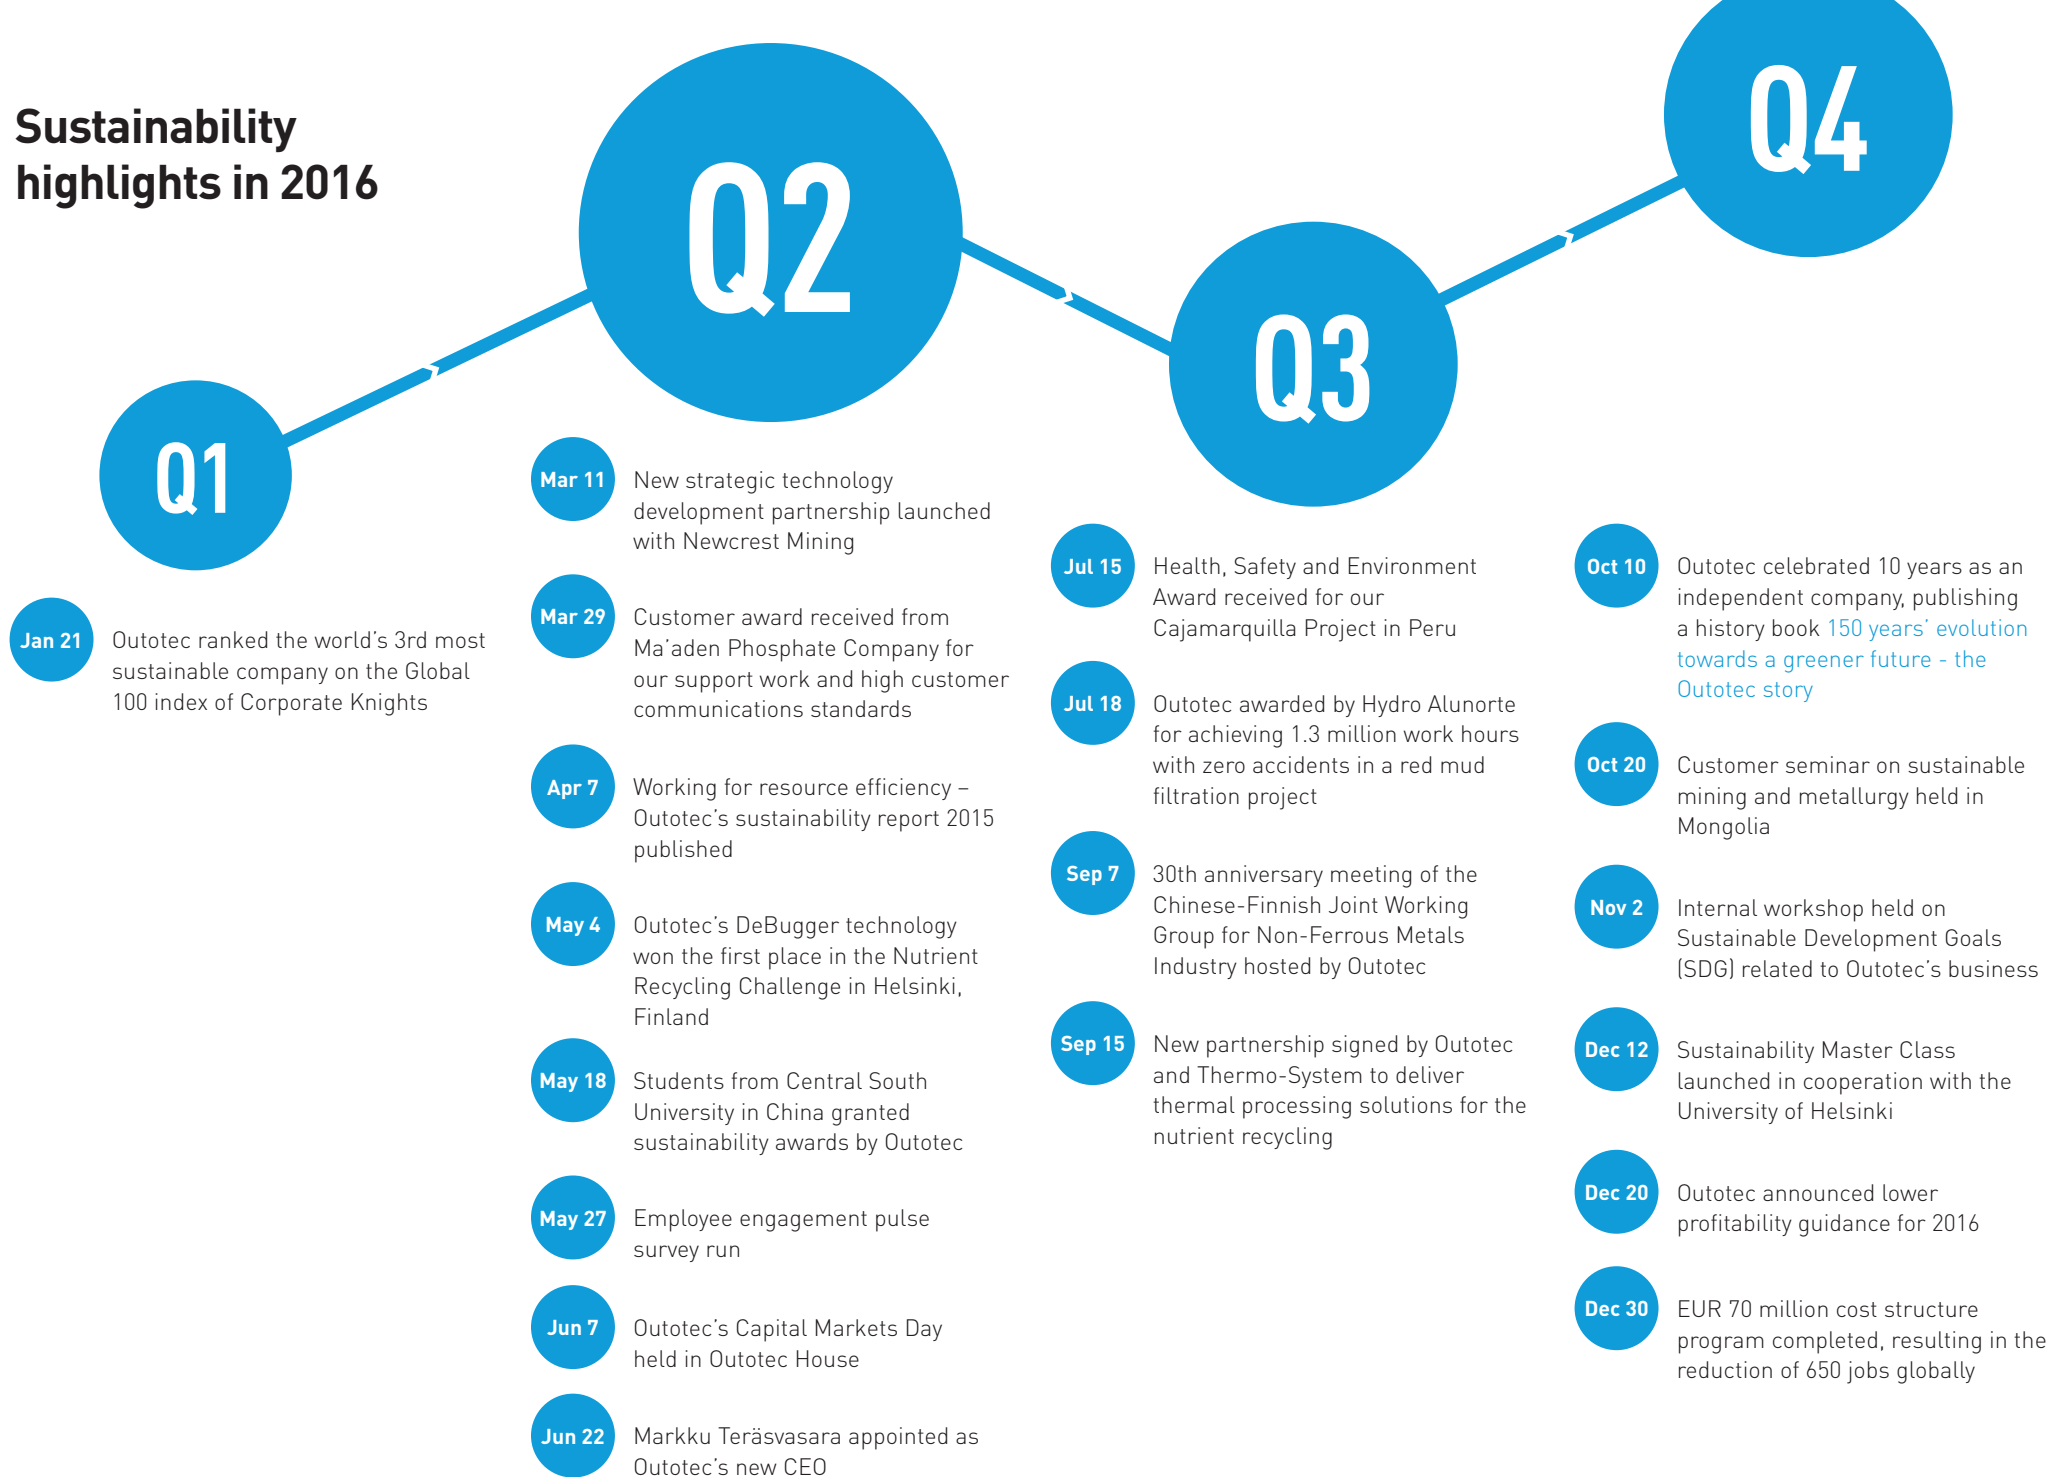 Sustainability
highlights in 2016
Q1
Jan 21
Outotec ranked the world's 3rd most
sustainable company on the Global
100 index of Corporate Knights
Q2
Mar 11
New strategic technology
development partnership launched
with Newcrest Mining
Mar 29
Customer award received from
Ma'aden Phosphate Company for
our support work and high customer
communications standards
Apr 7
Working for resource efficiency –
Outotec's sustainability report 2015
published
May 4
Outotec's DeBugger technology
won the first place in the Nutrient
Recycling Challenge in Helsinki,
Finland
May 18
Students from Central South
University in China granted
sustainability awards by Outotec
May 27
Employee engagement pulse
survey run
Jun 7
Outotec's Capital Markets Day
held in Outotec House
Jun 22
Markku Teräsvasara appointed as
Outotec's new CEO
Q3
Jul 15
Health, Safety and Environment
Award received for our
Cajamarquilla Project in Peru
Jul 18
Outotec awarded by Hydro Alunorte
for achieving 1.3 million work hours
with zero accidents in a red mud
filtration project
Sep 7
30th anniversary meeting of the
Chinese-Finnish Joint Working
Group for Non-Ferrous Metals
Industry hosted by Outotec
Sep 15
New partnership signed by Outotec
and Thermo-System to deliver
thermal processing solutions for the
nutrient recycling
Q4
Oct 10
Outotec celebrated 10 years as an
independent company, publishing
a history book 150 years' evolution
towards a greener future - the
Outotec story
Oct 20
Customer seminar on sustainable
mining and metallurgy held in
Mongolia
Nov 2
Internal workshop held on
Sustainable Development Goals
(SDG) related to Outotec's business
Dec 12
Sustainability Master Class
launched in cooperation with the
University of Helsinki
Dec 20
Outotec announced lower
profitability guidance for 2016
Dec 30
EUR 70 million cost structure
program completed, resulting in the
reduction of 650 jobs globally